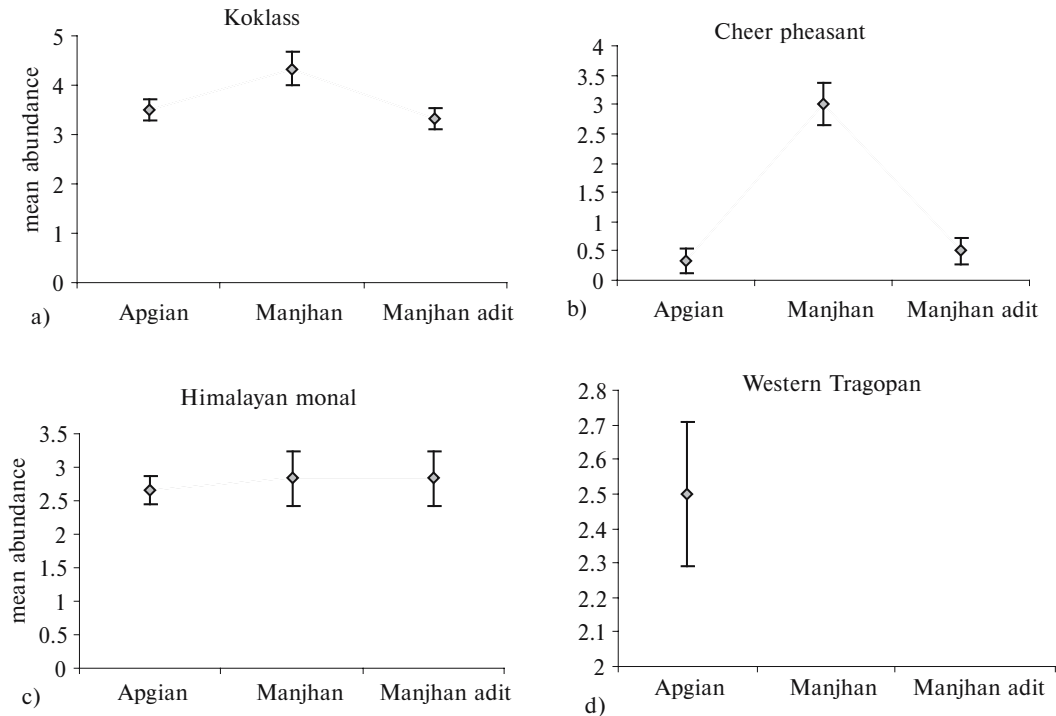 Koklass
mean abundance
5
4
3
2
1
0
Apgian Manjhan Manjhan adit
a)
Cheer pheasant
4
3.5
3
2.5
2
1.5
1
0.5
0
Apgian Manjhan Manjhan adit
b)
Himalayan monal
mean abundance
3.5
3
2.5
2
1.5
1
0.5
0
Apgian Manjhan Manjhan adit
c)
Western Tragopan
2.8
2.7
2.6
2.5
2.4
2.3
2.2
2.1
2
Apgian Manjhan Manjhan adit
d)